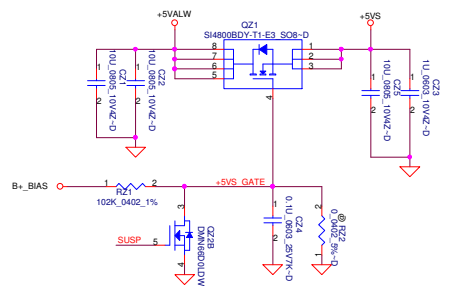 +5VALW
QZ1
SI4800BDY-T1-E3_SO8~D
+5VS
8
7
6
5
1
2
3
4
1
2
CZ1
10U_0805_10V4Z~D
1
2
CZ2
10U_0805_10V4Z~D
1
2
CZ5
10U_0805_10V4Z~D
1
2
CZ3
1U_0603_10V4Z~D
B+_BIAS
1
2
RZ1
102K_0402_1%
+5VS_GATE
3
SUSP
5
4
QZ2B
DMN66D0LDW
1
2
CZ4
0.1U_0603_25V7K~D
2
1
@
RZ2